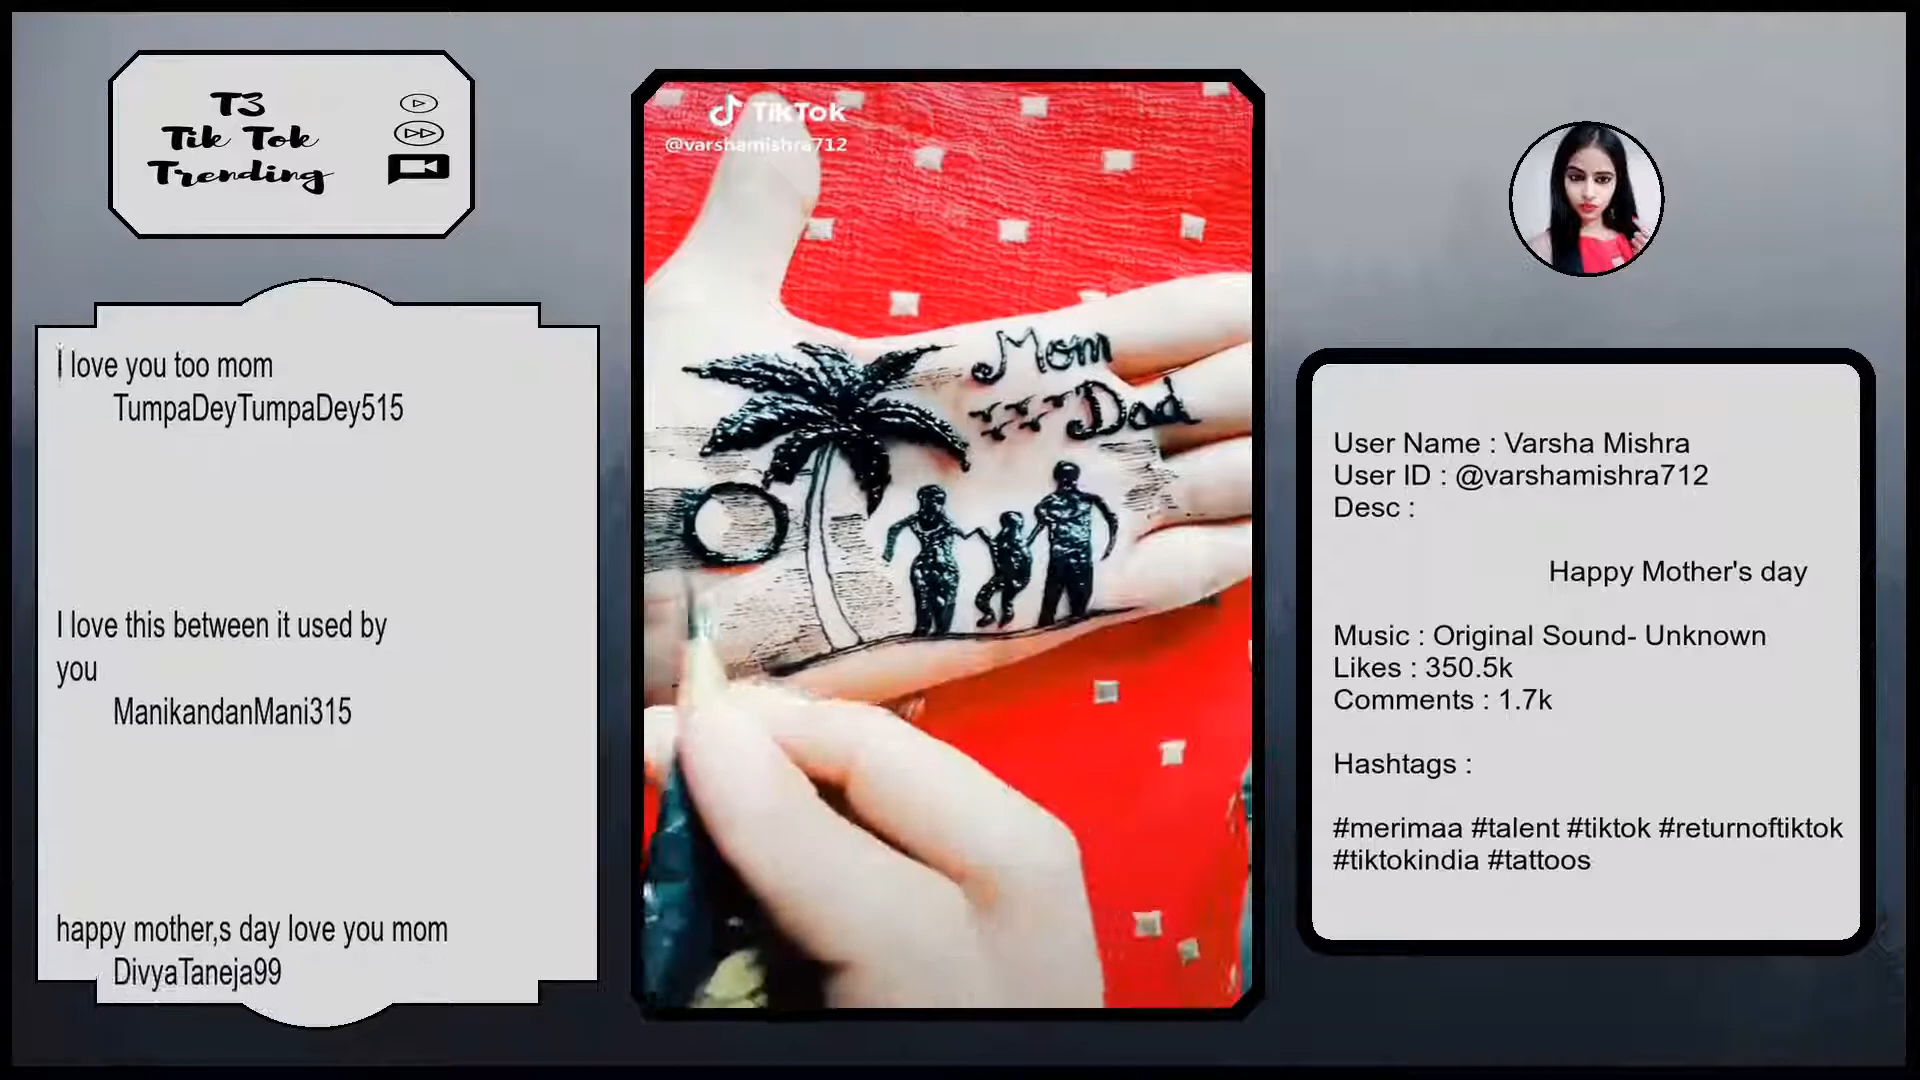 T3
Tik Tok
Trending
I love you too mom
TumpaDeyTumpaDey515
I love this between it used by
you
ManikandanMani315
happy mother,s day love you mom
DivyaTaneja99
TikTok
@varshamishra712
Mom
Dad
User Name : Varsha Mishra
User ID : @varshamishra712
Desc :
Happy Mother's day
Music : Original Sound- Unknown
Likes : 350.5k
Comments : 1.7k
Hashtags :
#merimaa #talent #tiktok #returnoftiktok
#tiktokindia #tattoos